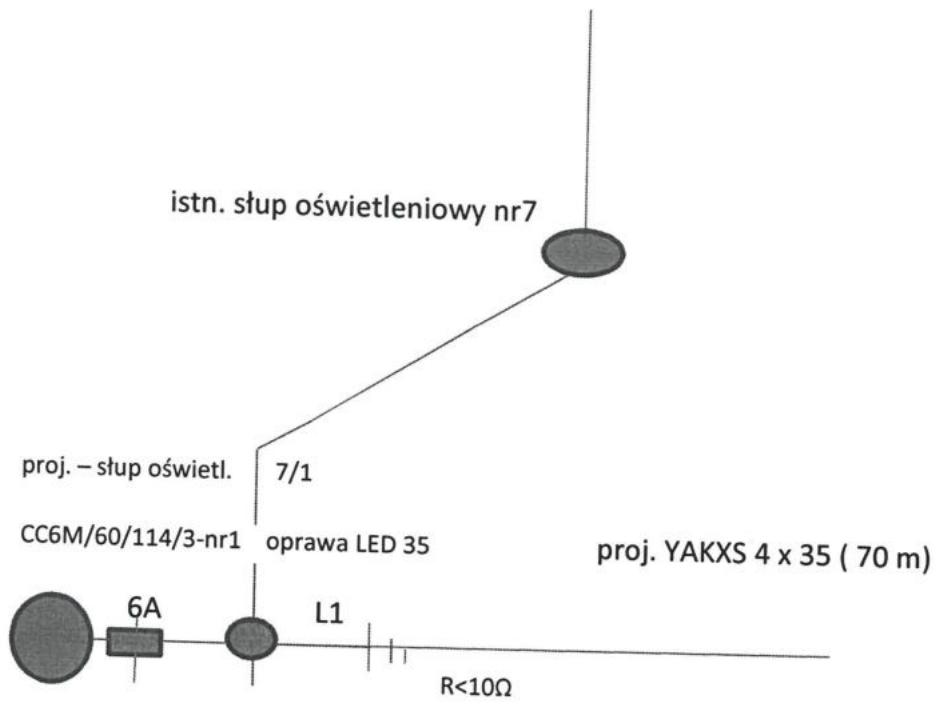 istn. słup oświetleniowy nr7
proj. – słup oświetl. 7/1
CC6M/60/114/3-nr1 oprawa LED 35
proj. YAKXS 4 x 35 ( 70 m)
6A
L1
R<10Ω